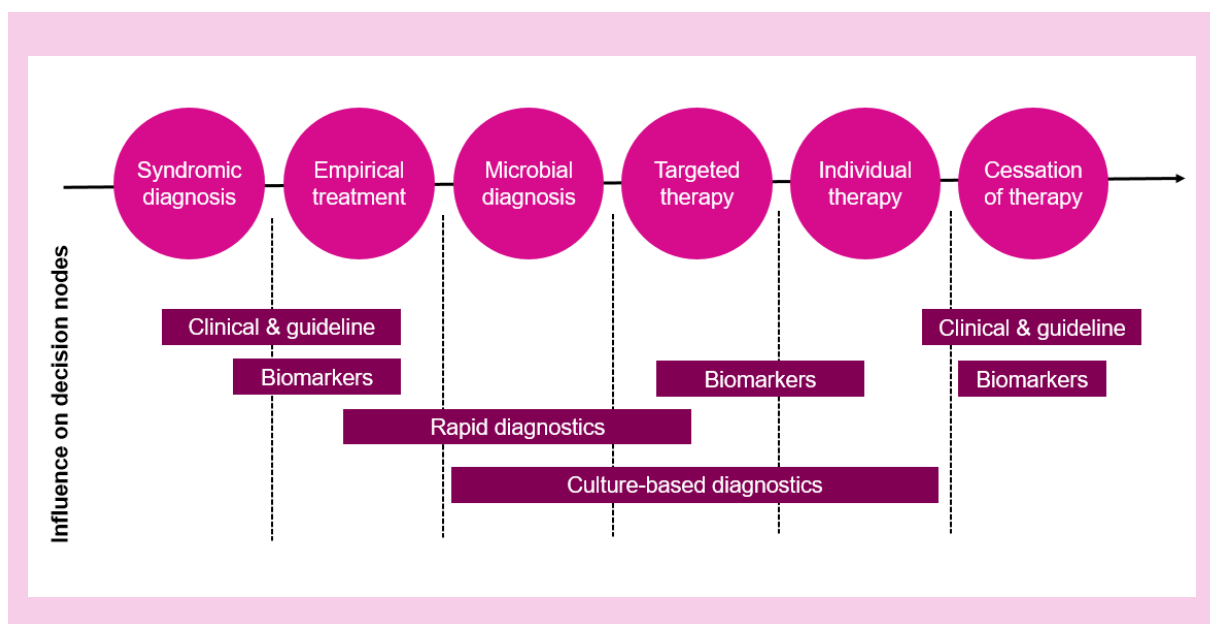 Syndromic
diagnosis
Empirical
treatment
Microbial
diagnosis
Targeted
therapy
Individual
therapy
Cessation
of therapy
Influence on decision nodes
Clinical & guideline
Clinical & guideline
Biomarkers
Biomarkers
Biomarkers
Rapid diagnostics
Culture-based diagnostics